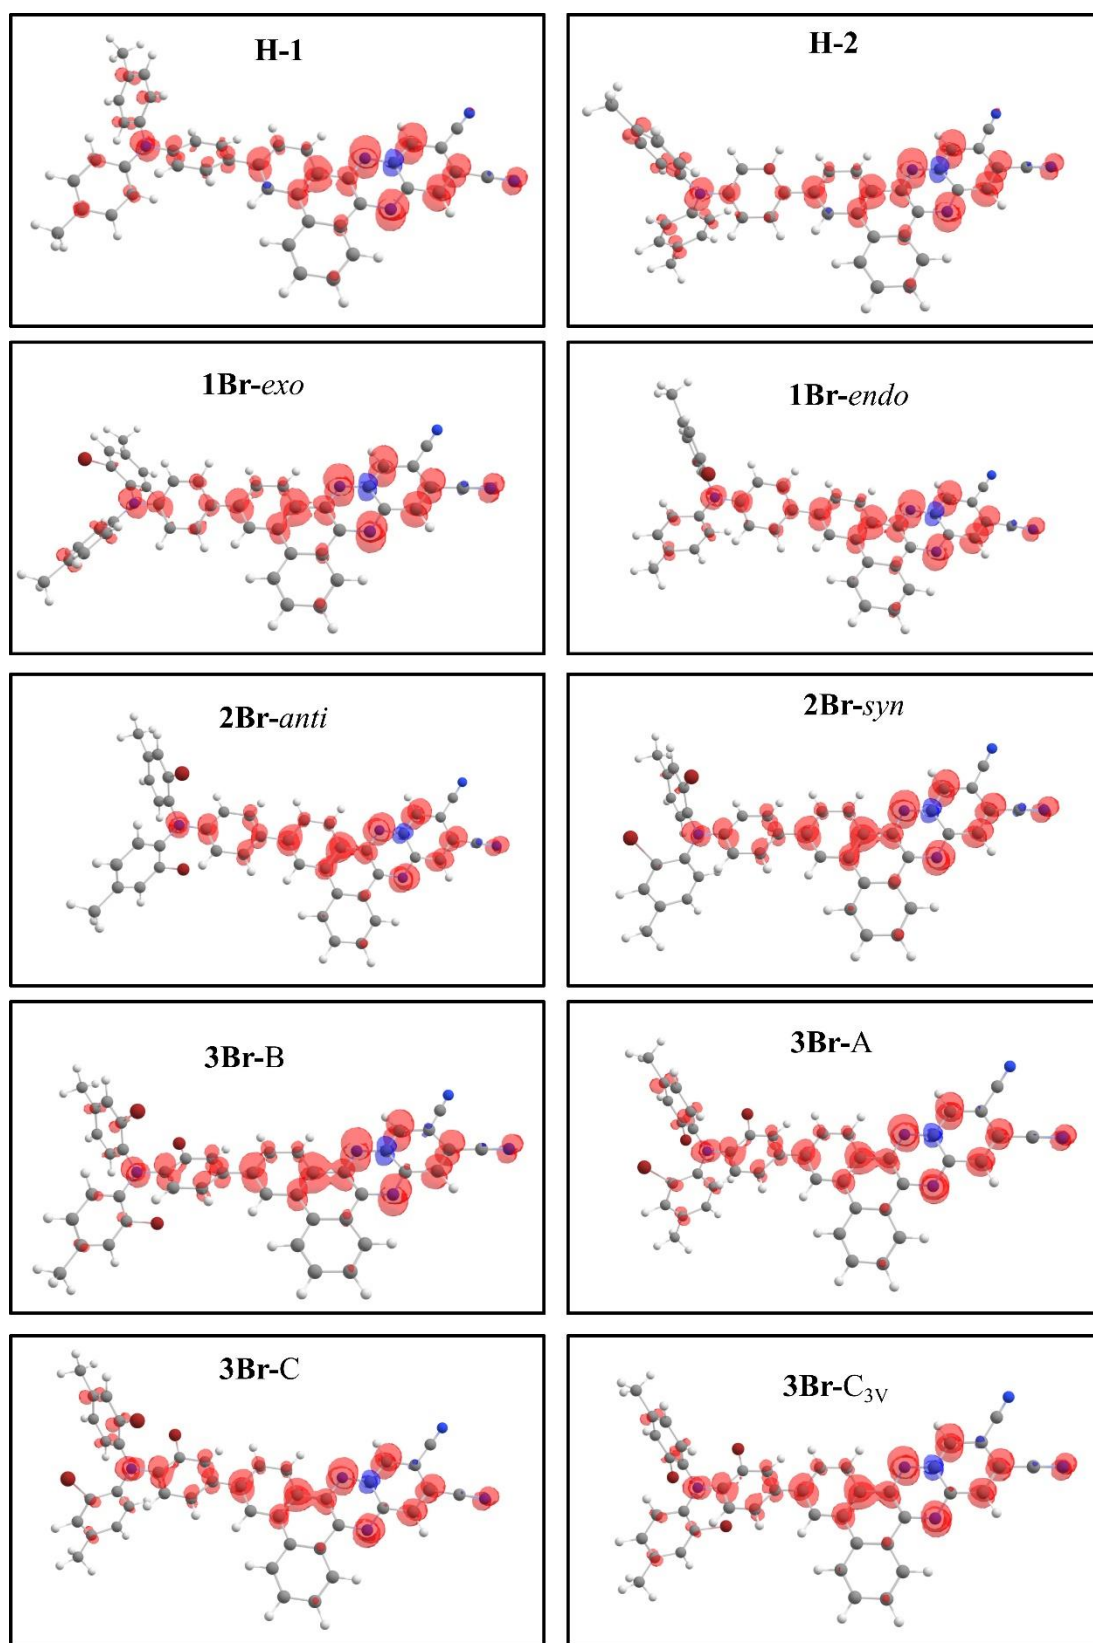 H-1
H-2
1Br-exo
1Br-endo
2Br-anti
2Br-syn
3Br-B
3Br-A
3Br-C
3Br-C3V